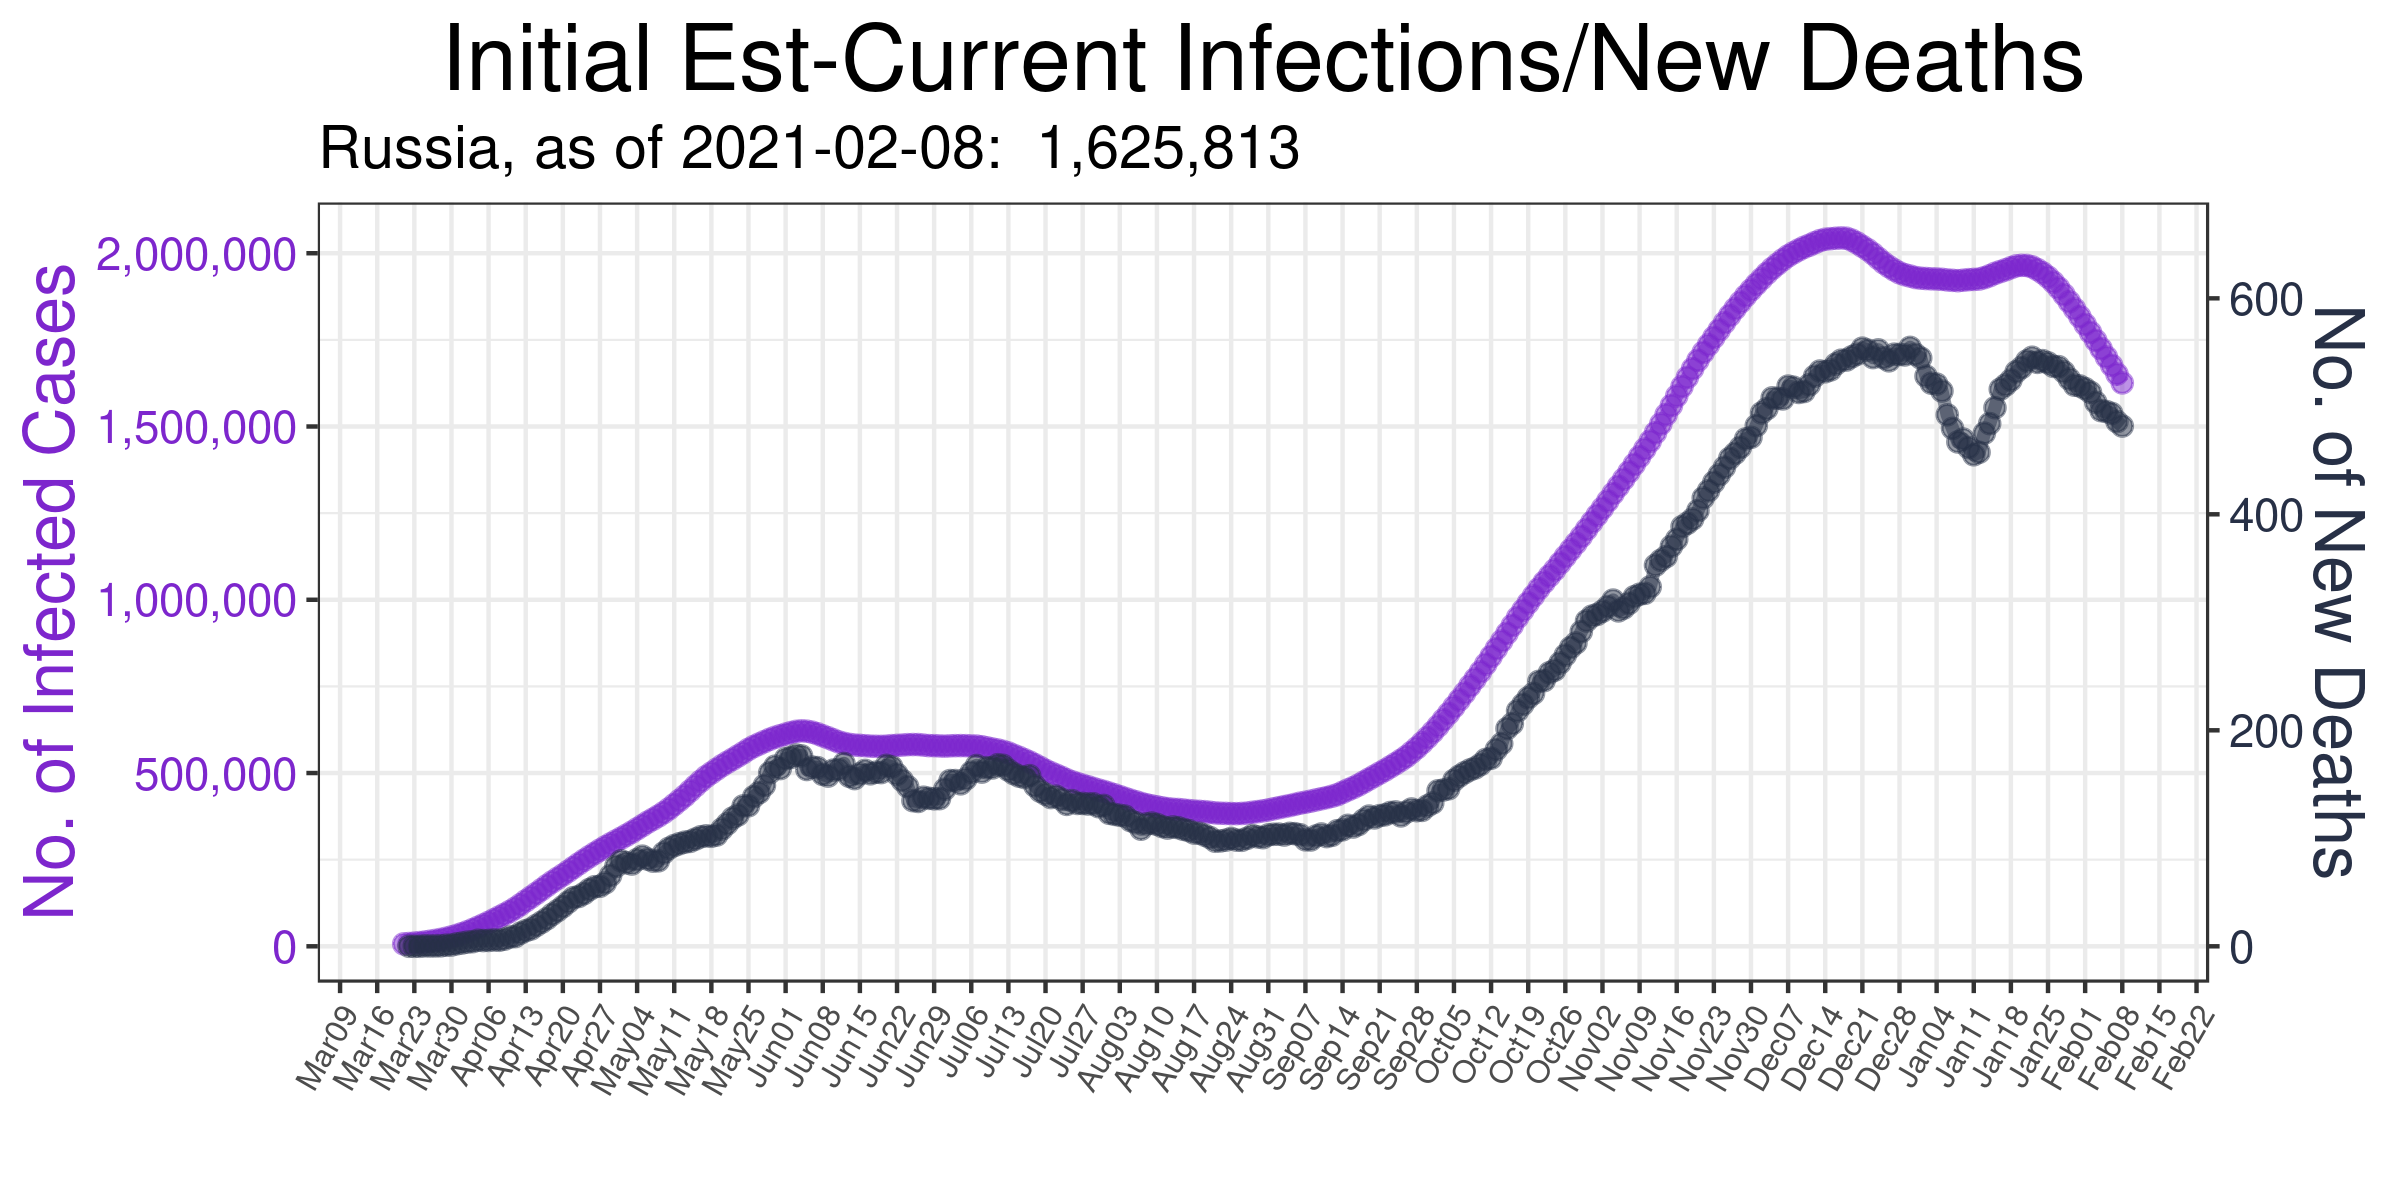 Initial Est-Current Infections/New Deaths
Russia, as of 2021-02-08:  1,625,813
No. of Infected Cases
2,000,000
1,500,000
1,000,000
500,000
0
600
400
200
0
No. of New Deaths
Mar09
Mar16
Mar23
Mar30
Apr06
Apr13
Apr20
Apr27
May04
May11
May18
May25
Jun01
Jun08
Jun15
Jun22
Jun29
Jul06
Jul13
Jul20
Jul27
Aug03
Aug10
Aug17
Aug24
Aug31
Sep07
Sep14
Sep21
Sep28
Oct05
Oct12
Oct19
Oct26
Nov02
Nov09
Nov16
Nov23
Nov30
Dec07
Dec14
Dec21
Dec28
Jan04
Jan11
Jan18
Jan25
Feb01
Feb08
Feb15
Feb22